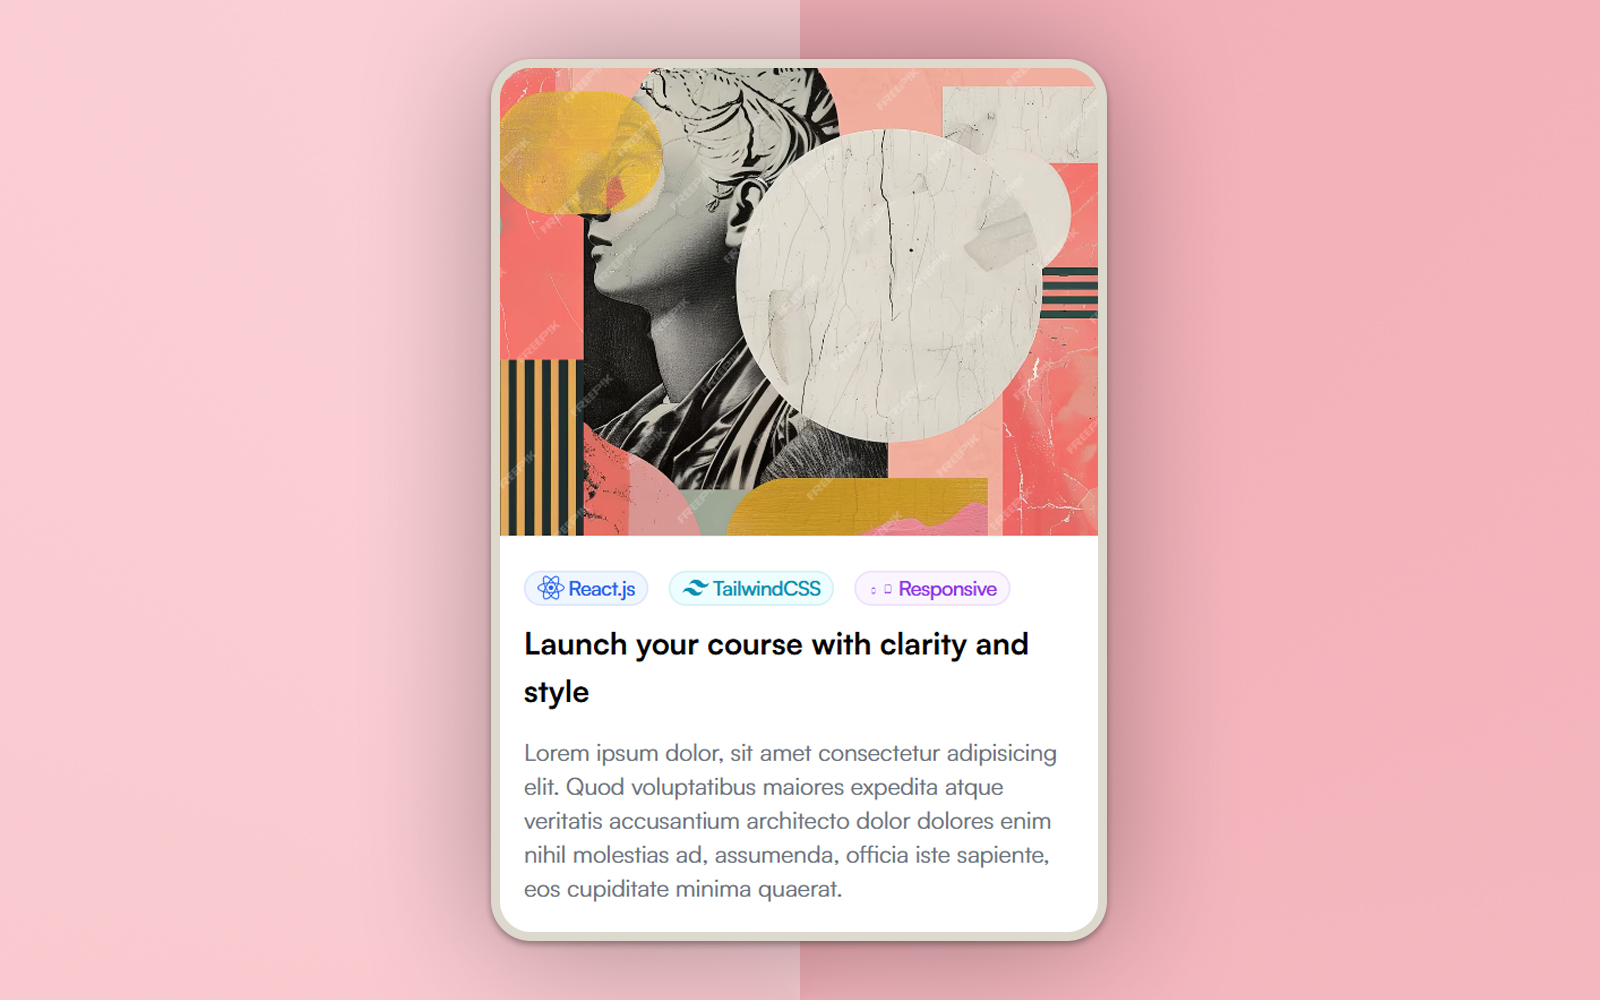 React.js TailwindCSS Responsive
Launch your course with clarity and
style
Lorem ipsum dolor, sit amet consectetur adipisicing
elit. Quod voluptatibus maiores expedita atque
veritatis accusantium architecto dolor dolores enim
nihil molestias ad, assumenda, officia iste sapiente,
eos cupiditate minima quaerat.
FREEPIK